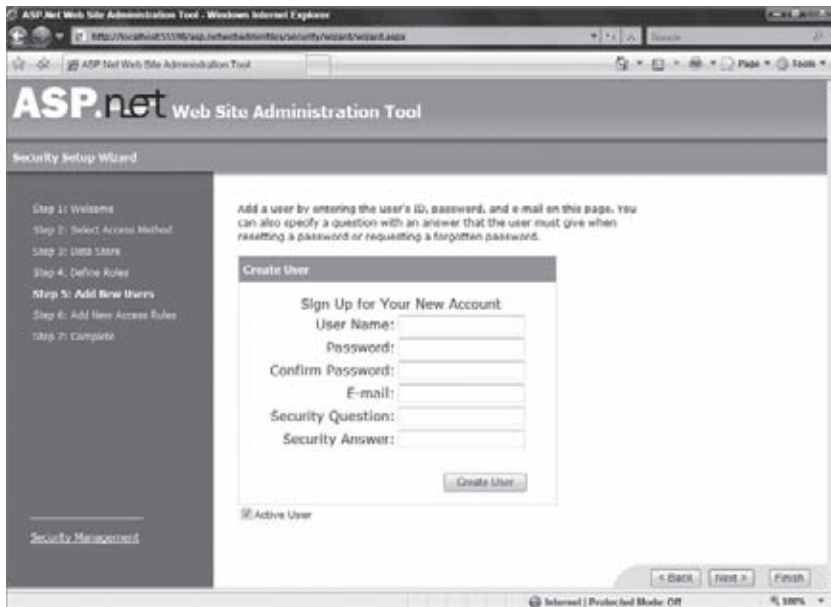 ASP.Net Web Site Administration Tool - Windows Internet Explorer
ASP.Net Web Site Administration Tool
Page
Tools
ASP.net Web Site Administration Tool
Security Setup Wizard
Step 1: Welcome
Step 2: Select Access Method
Step 3: Data Store
Step 4: Define Roles
Step 5: Add New Users
Step 6: Add New Access Rules
Step 7: Complete
Security Management
Add a user by entering the user's ID, password, and e-mail on this page. You
can also specify a question with an answer that the user must give when
resetting a password or requesting a forgotten password.
Create User
Sign Up for Your New Account
User Name:
Password:
Confirm Password:
E-mail:
Security Question:
Security Answer:
Create User
Active User
< Back
Next >
Finish
Internet | Protected Mode: Off
100%